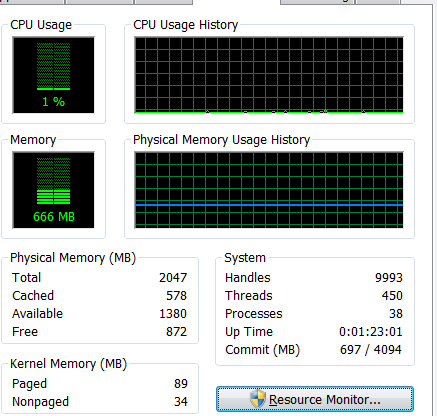 CPU Usage
1 %
CPU Usage History
Memory
666 MB
Physical Memory Usage History
Physical Memory (MB)
Total 2047
Cached 578
Available 1380
Free 872
Kernel Memory (MB)
Paged 89
Nonpaged 34
System
Handles 9993
Threads 450
Processes 38
Up Time 0:01:23:01
Commit (MB) 697 / 4094
Resource Monitor...